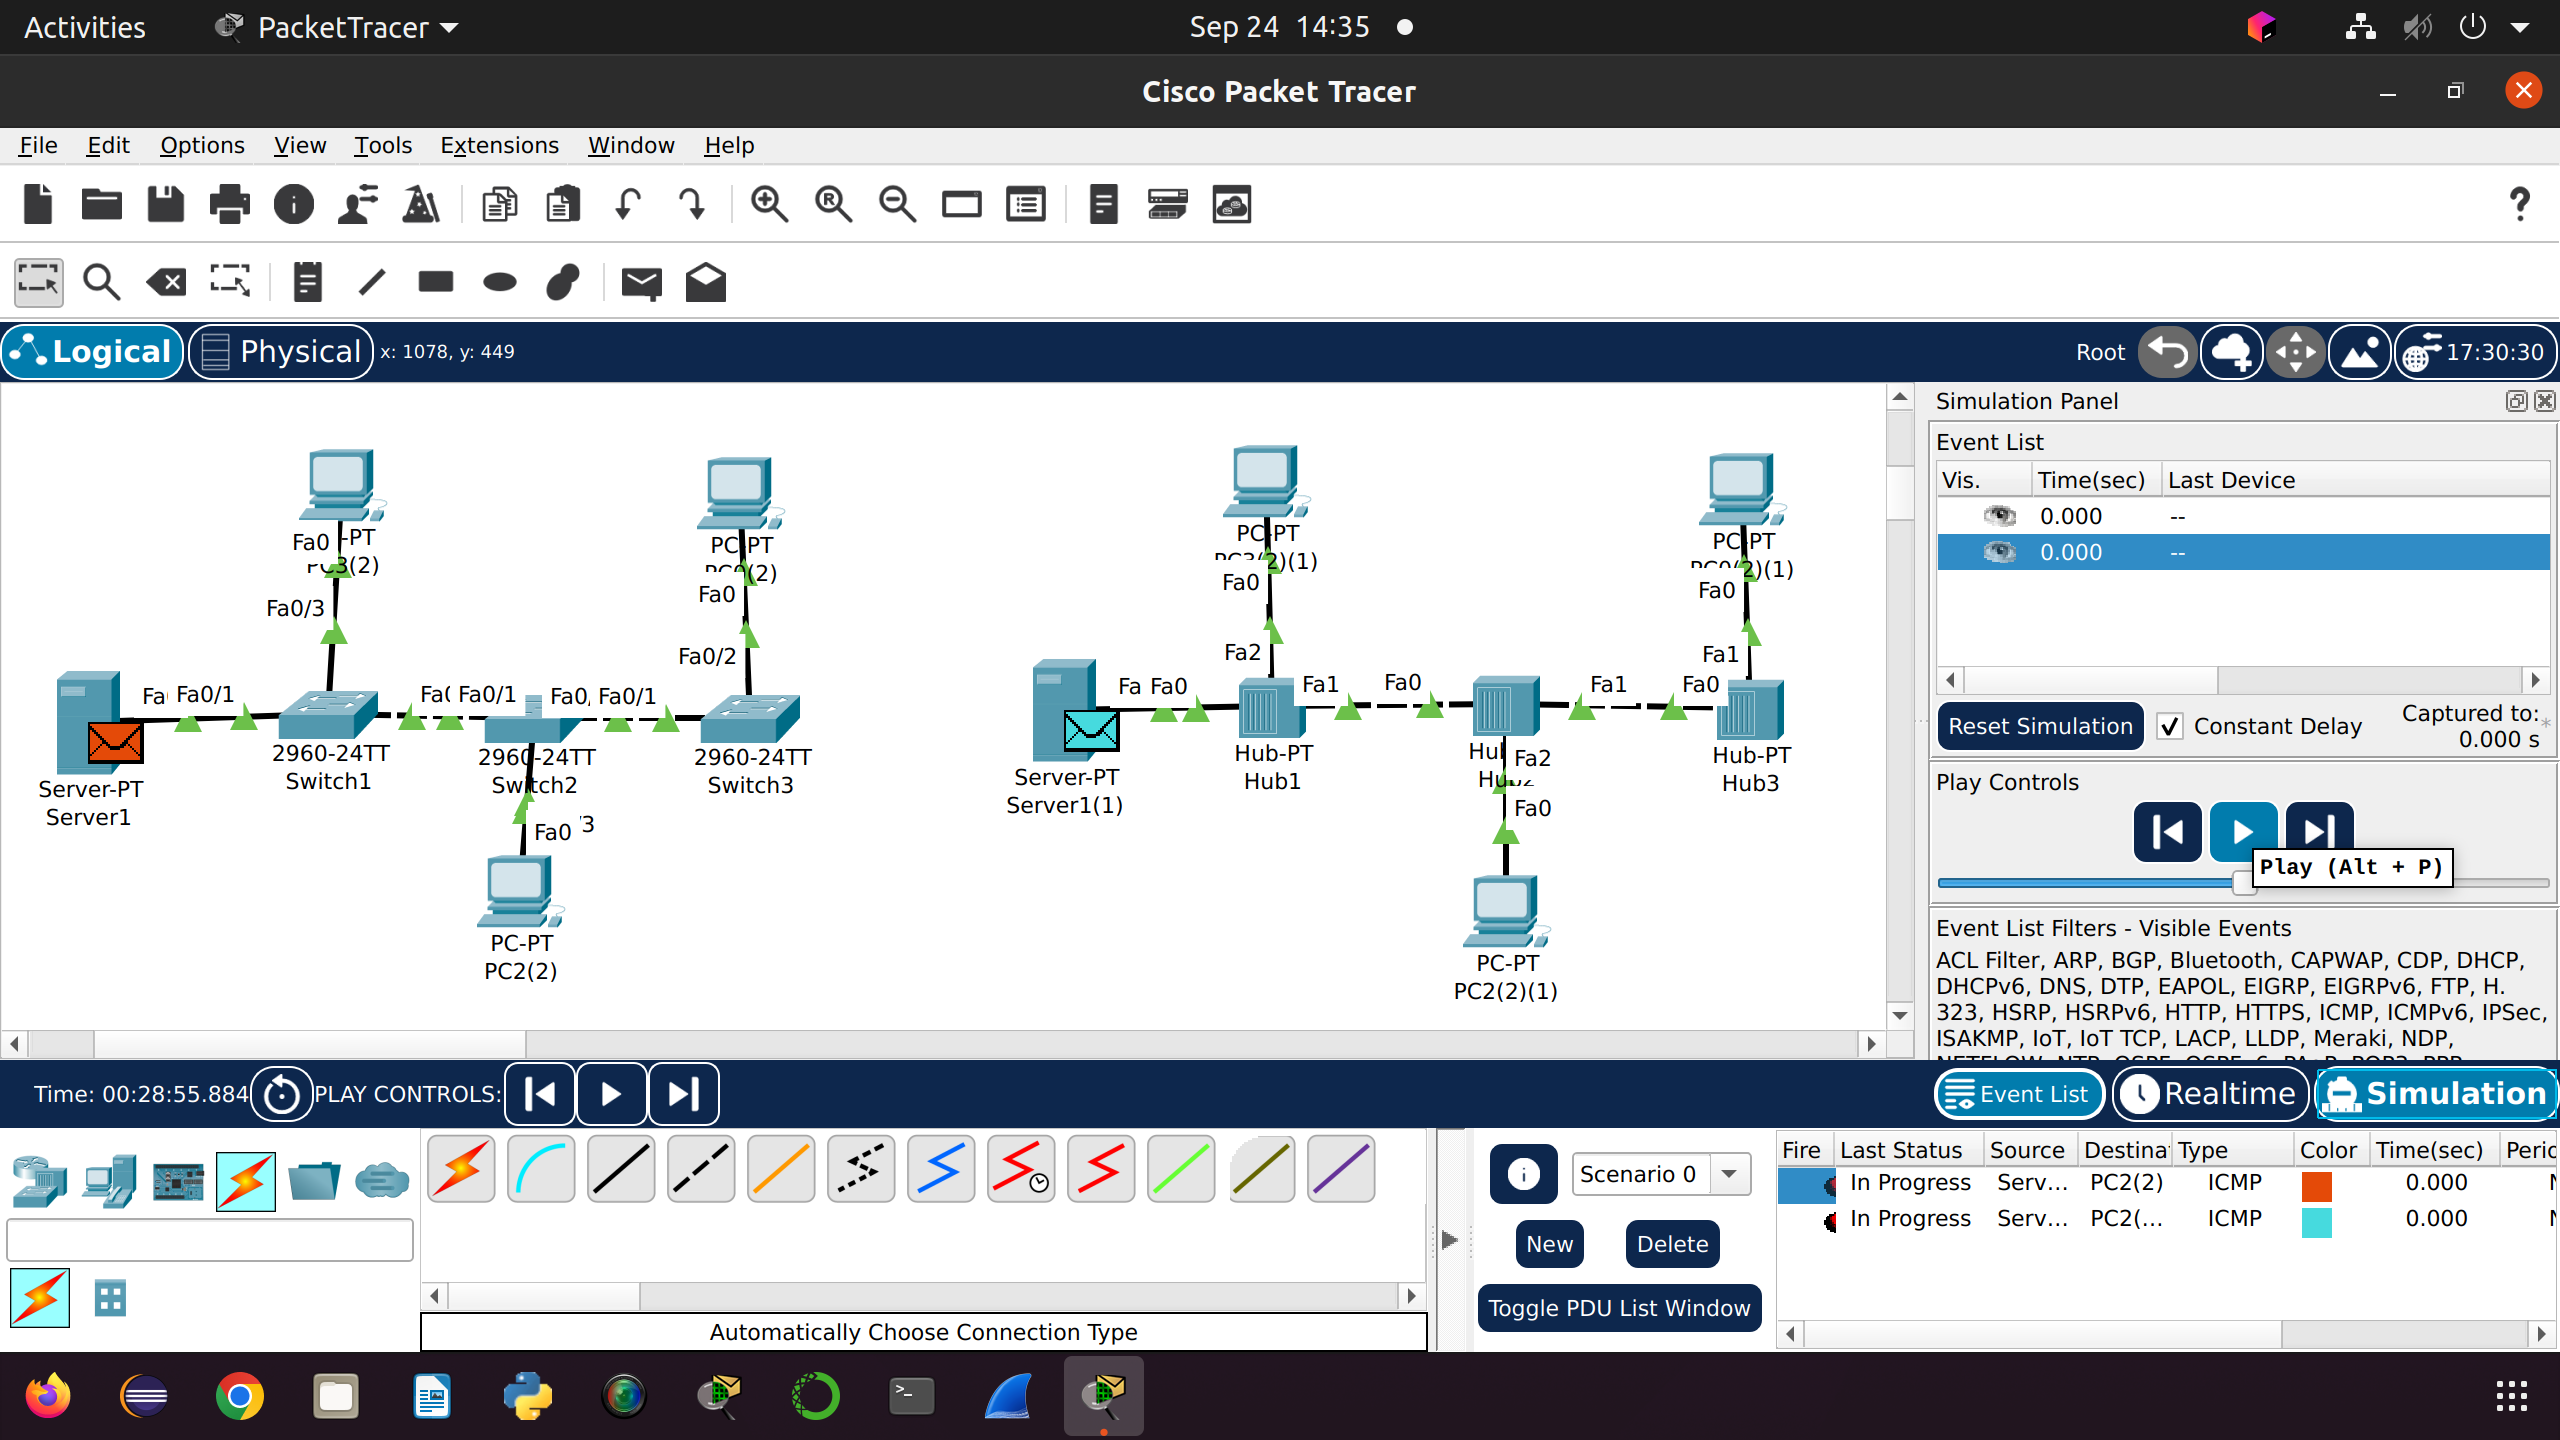 Activities PacketTracer Sep 24 14:35
Cisco Packet Tracer
File Edit Options View Tools Extensions Window Help
Logical Physical x: 1078, y: 449 Root 17:30:30
Simulation Panel
Event List
Vis. Time(sec) Last Device
0.000 --
0.000 --
Reset Simulation Constant Delay Captured to:
0.000 s
Play Controls
Play (Alt + P)
Event List Filters - Visible Events
ACL Filter, ARP, BGP, Bluetooth, CAPWAP, CDP, DHCP,
DHCPv6, DNS, DTP, EAPOL, EIGRP, EIGRPv6, FTP, H.
323, HSRP, HSRPv6, HTTP, HTTPS, ICMP, ICMPv6, IPSec,
ISAKMP, IoT, IoT TCP, LACP, LLDP, Meraki, NDP,
Fa0 -PT
PC3(2)
Fa0/3
PC-PT
PC0(2)
Fa0
Fa0/2
Fa0/1
Fa0/1
Fa0/1
2960-24TT
Switch1
2960-24TT
Switch2
2960-24TT
Switch3
Server-PT
Server1
Fa0
PC-PT
PC2(2)
PC-PT
PC3(2)(1)
Fa0
Fa2
PC-PT
PC0(2)(1)
Fa0
Fa1
Fa Fa0
Fa1
Fa0
Fa1
Fa0
Server-PT
Server1(1)
Hub-PT
Hub1
Hub2
Fa2
Fa0
Hub-PT
Hub3
PC-PT
PC2(2)(1)
Time: 00:28:55.884 PLAY CONTROLS: Event List Realtime Simulation
Automatically Choose Connection Type
Scenario 0
New Delete
Toggle PDU List Window
Fire Last Status Source Destina Type Color Time(sec) Peric
In Progress Serv... PC2(2) ICMP 0.000
In Progress Serv... PC2(... ICMP 0.000